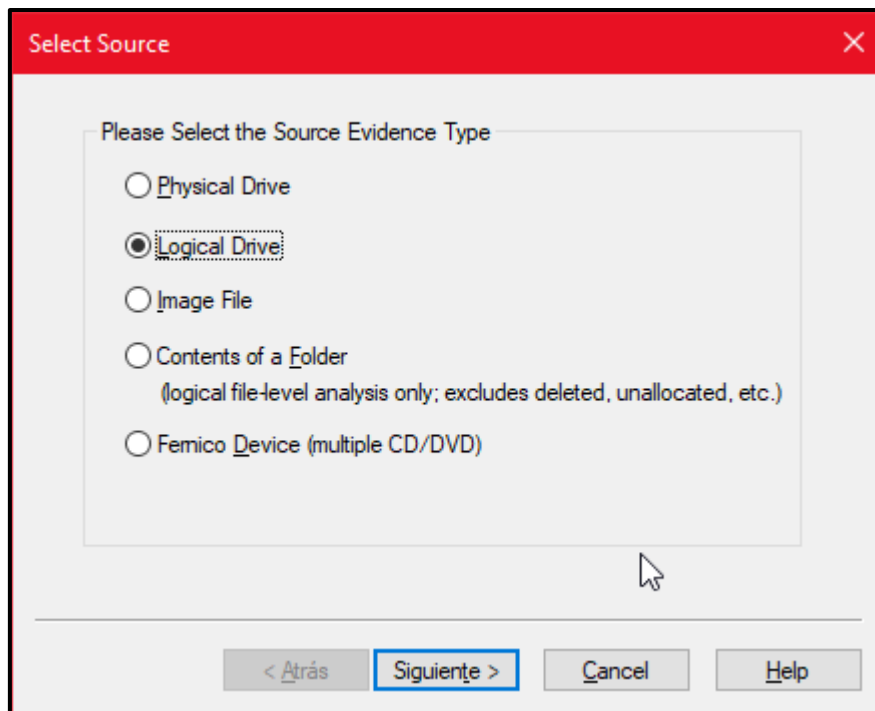 Select Source
Please Select the Source Evidence Type
Physical Drive
Logical Drive
Image File
Contents of a Folder
(logical file-level analysis only; excludes deleted, unallocated, etc.)
Fernico Device (multiple CD/DVD)
< Atrás Siguiente > Cancel Help